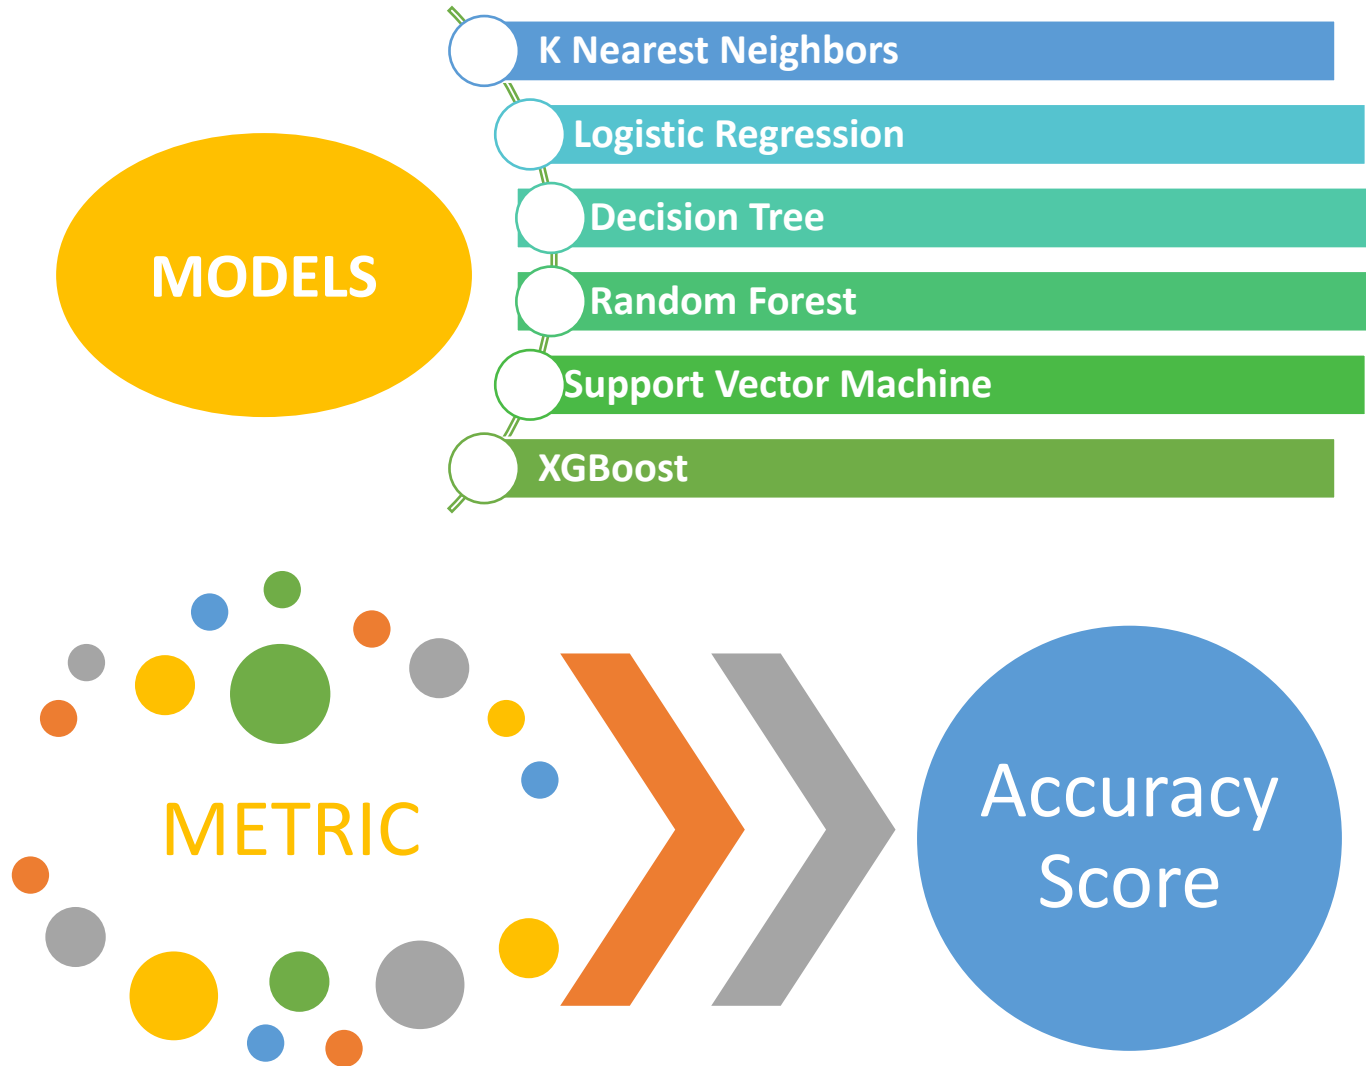 K Nearest Neighbors
Logistic Regression
Decision Tree
MODELS
Random Forest
Support Vector Machine
XGBoost
METRIC
Accuracy
Score